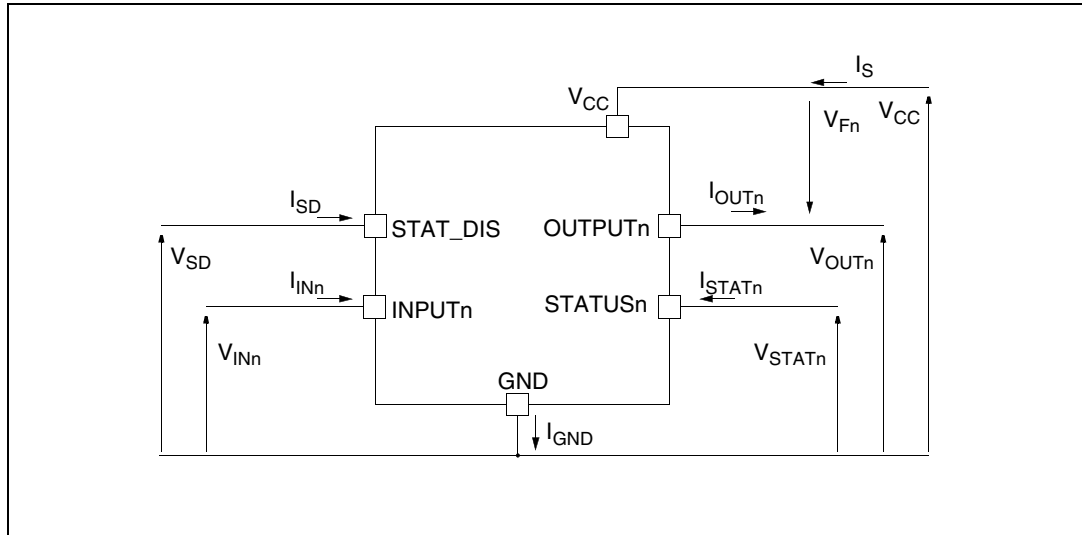 I_S
V_CC
V_Fn
V_CC
I_SD
I_OUTn
STAT_DIS
OUTPUTn
V_SD
V_OUTn
I_INn
I_STATn
INPUTn
STATUSn
V_INn
V_STATn
GND
I_GND